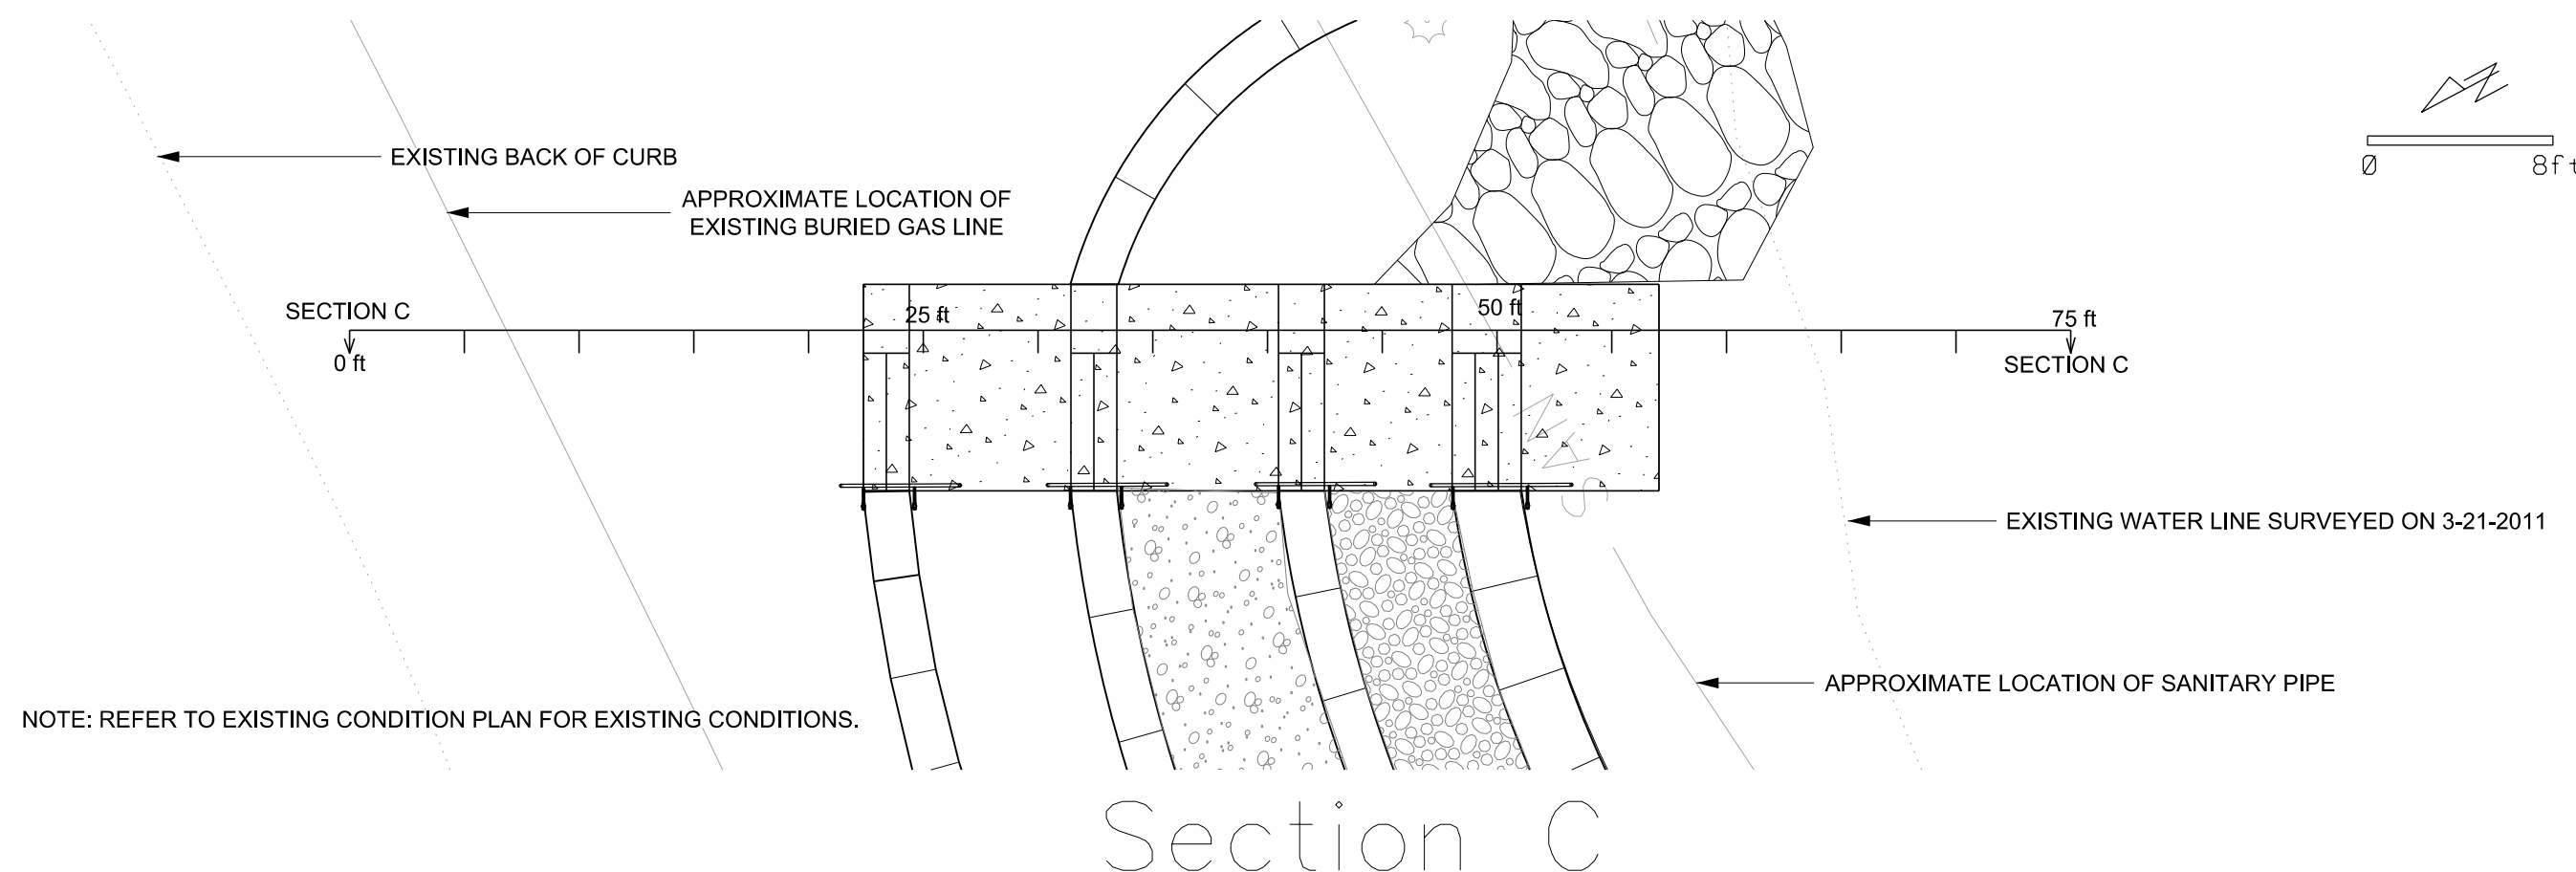 EXISTING BACK OF CURB
Ø 8ft
APPROXIMATE LOCATION OF
EXISTING BURIED GAS LINE
SECTION C
25 ft
50 ft
75 ft
0 ft
SECTION C
EXISTING WATER LINE SURVEYED ON 3-21-2011
APPROXIMATE LOCATION OF SANITARY PIPE
NOTE: REFER TO EXISTING CONDITION PLAN FOR EXISTING CONDITIONS.
Section C